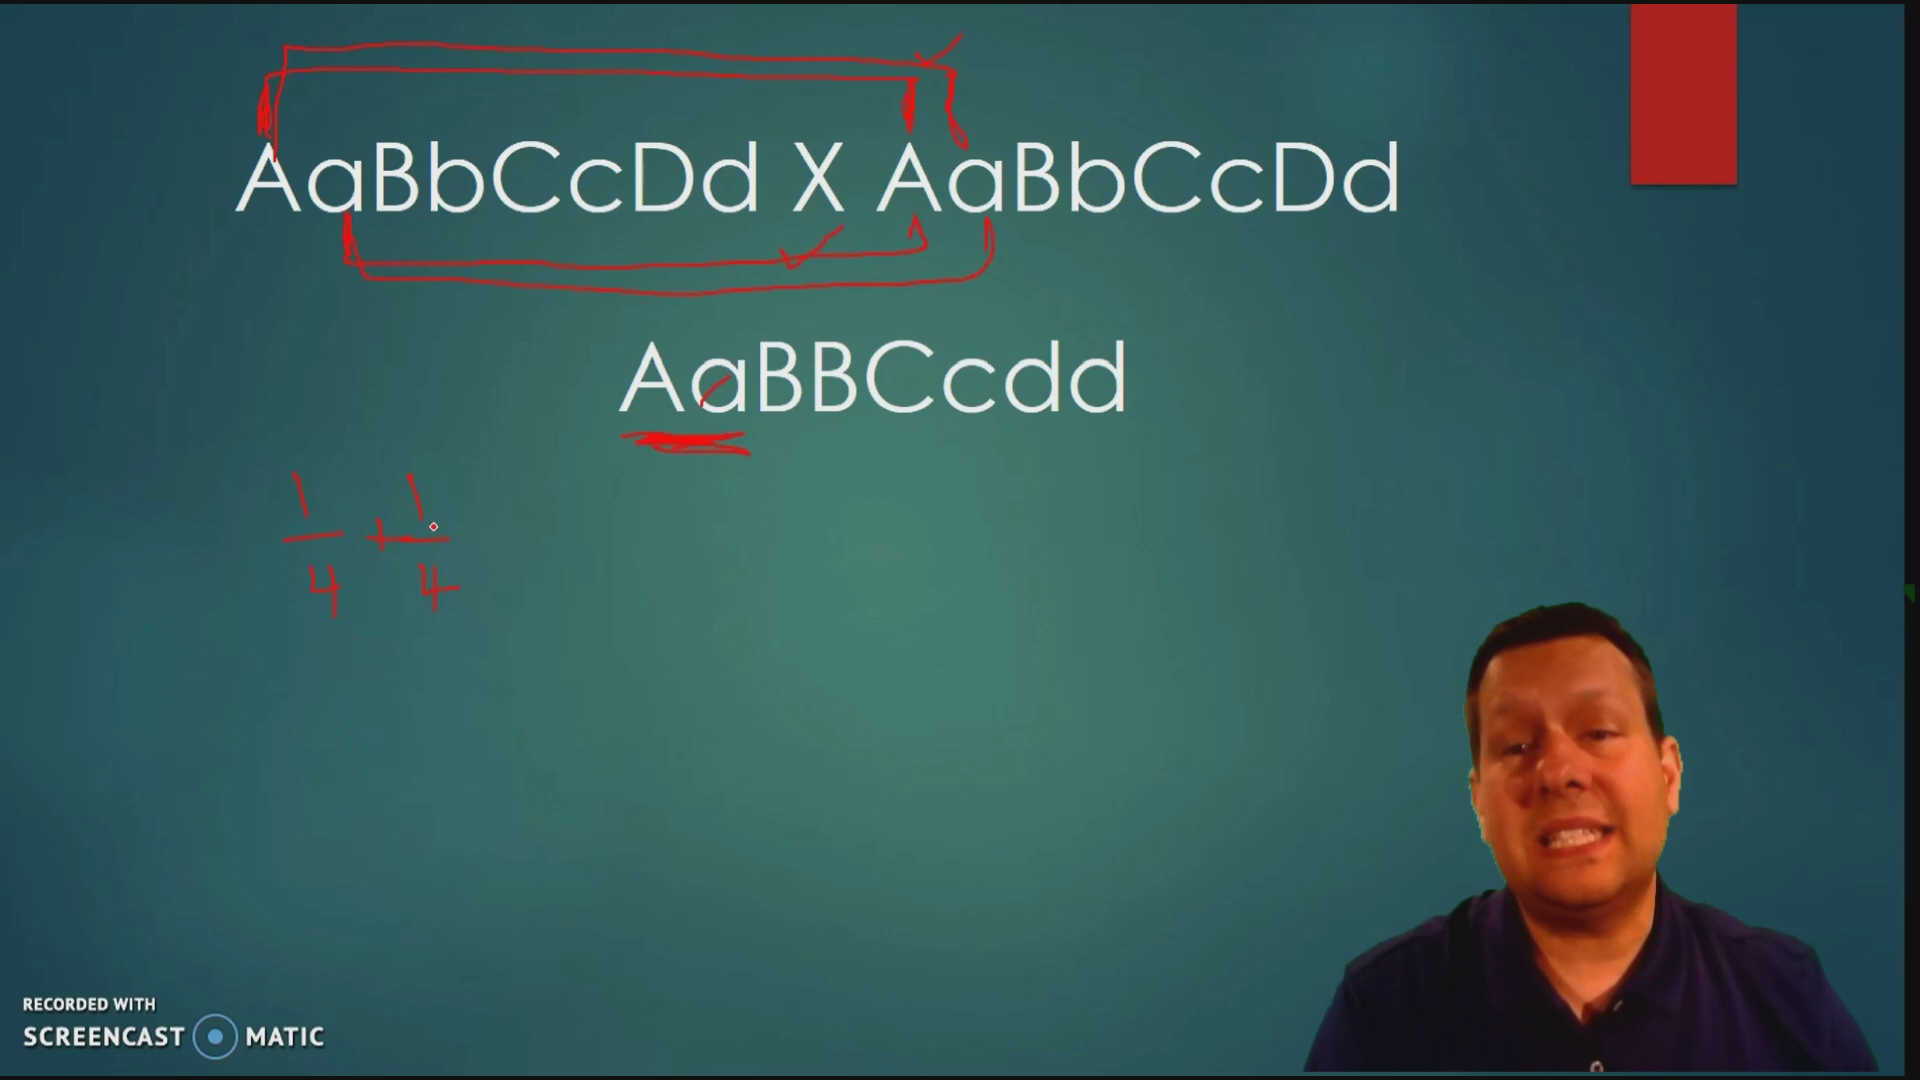 AaBbCcDd X AaBbCcDd
AaBBCcdd
1/4 + 1/4
RECORDED WITH
SCREENCAST MATIC